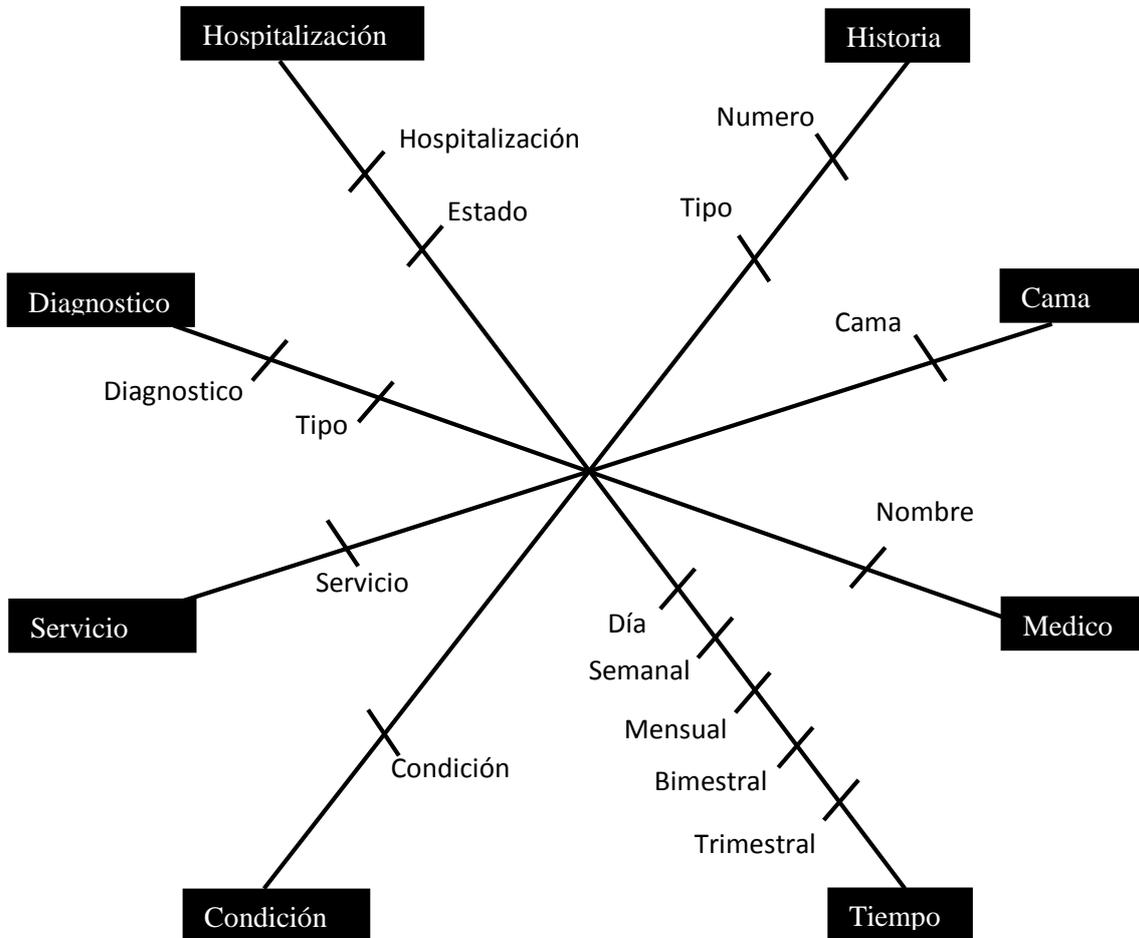 Hospitalización
Historia
Numero
Hospitalización
Tipo
Estado
Diagnostico
Cama
Cama
Diagnostico
Tipo
Nombre
Servicio
Día
Servicio
Medico
Semanal
Mensual
Condición
Bimestral
Trimestral
Condición
Tiempo